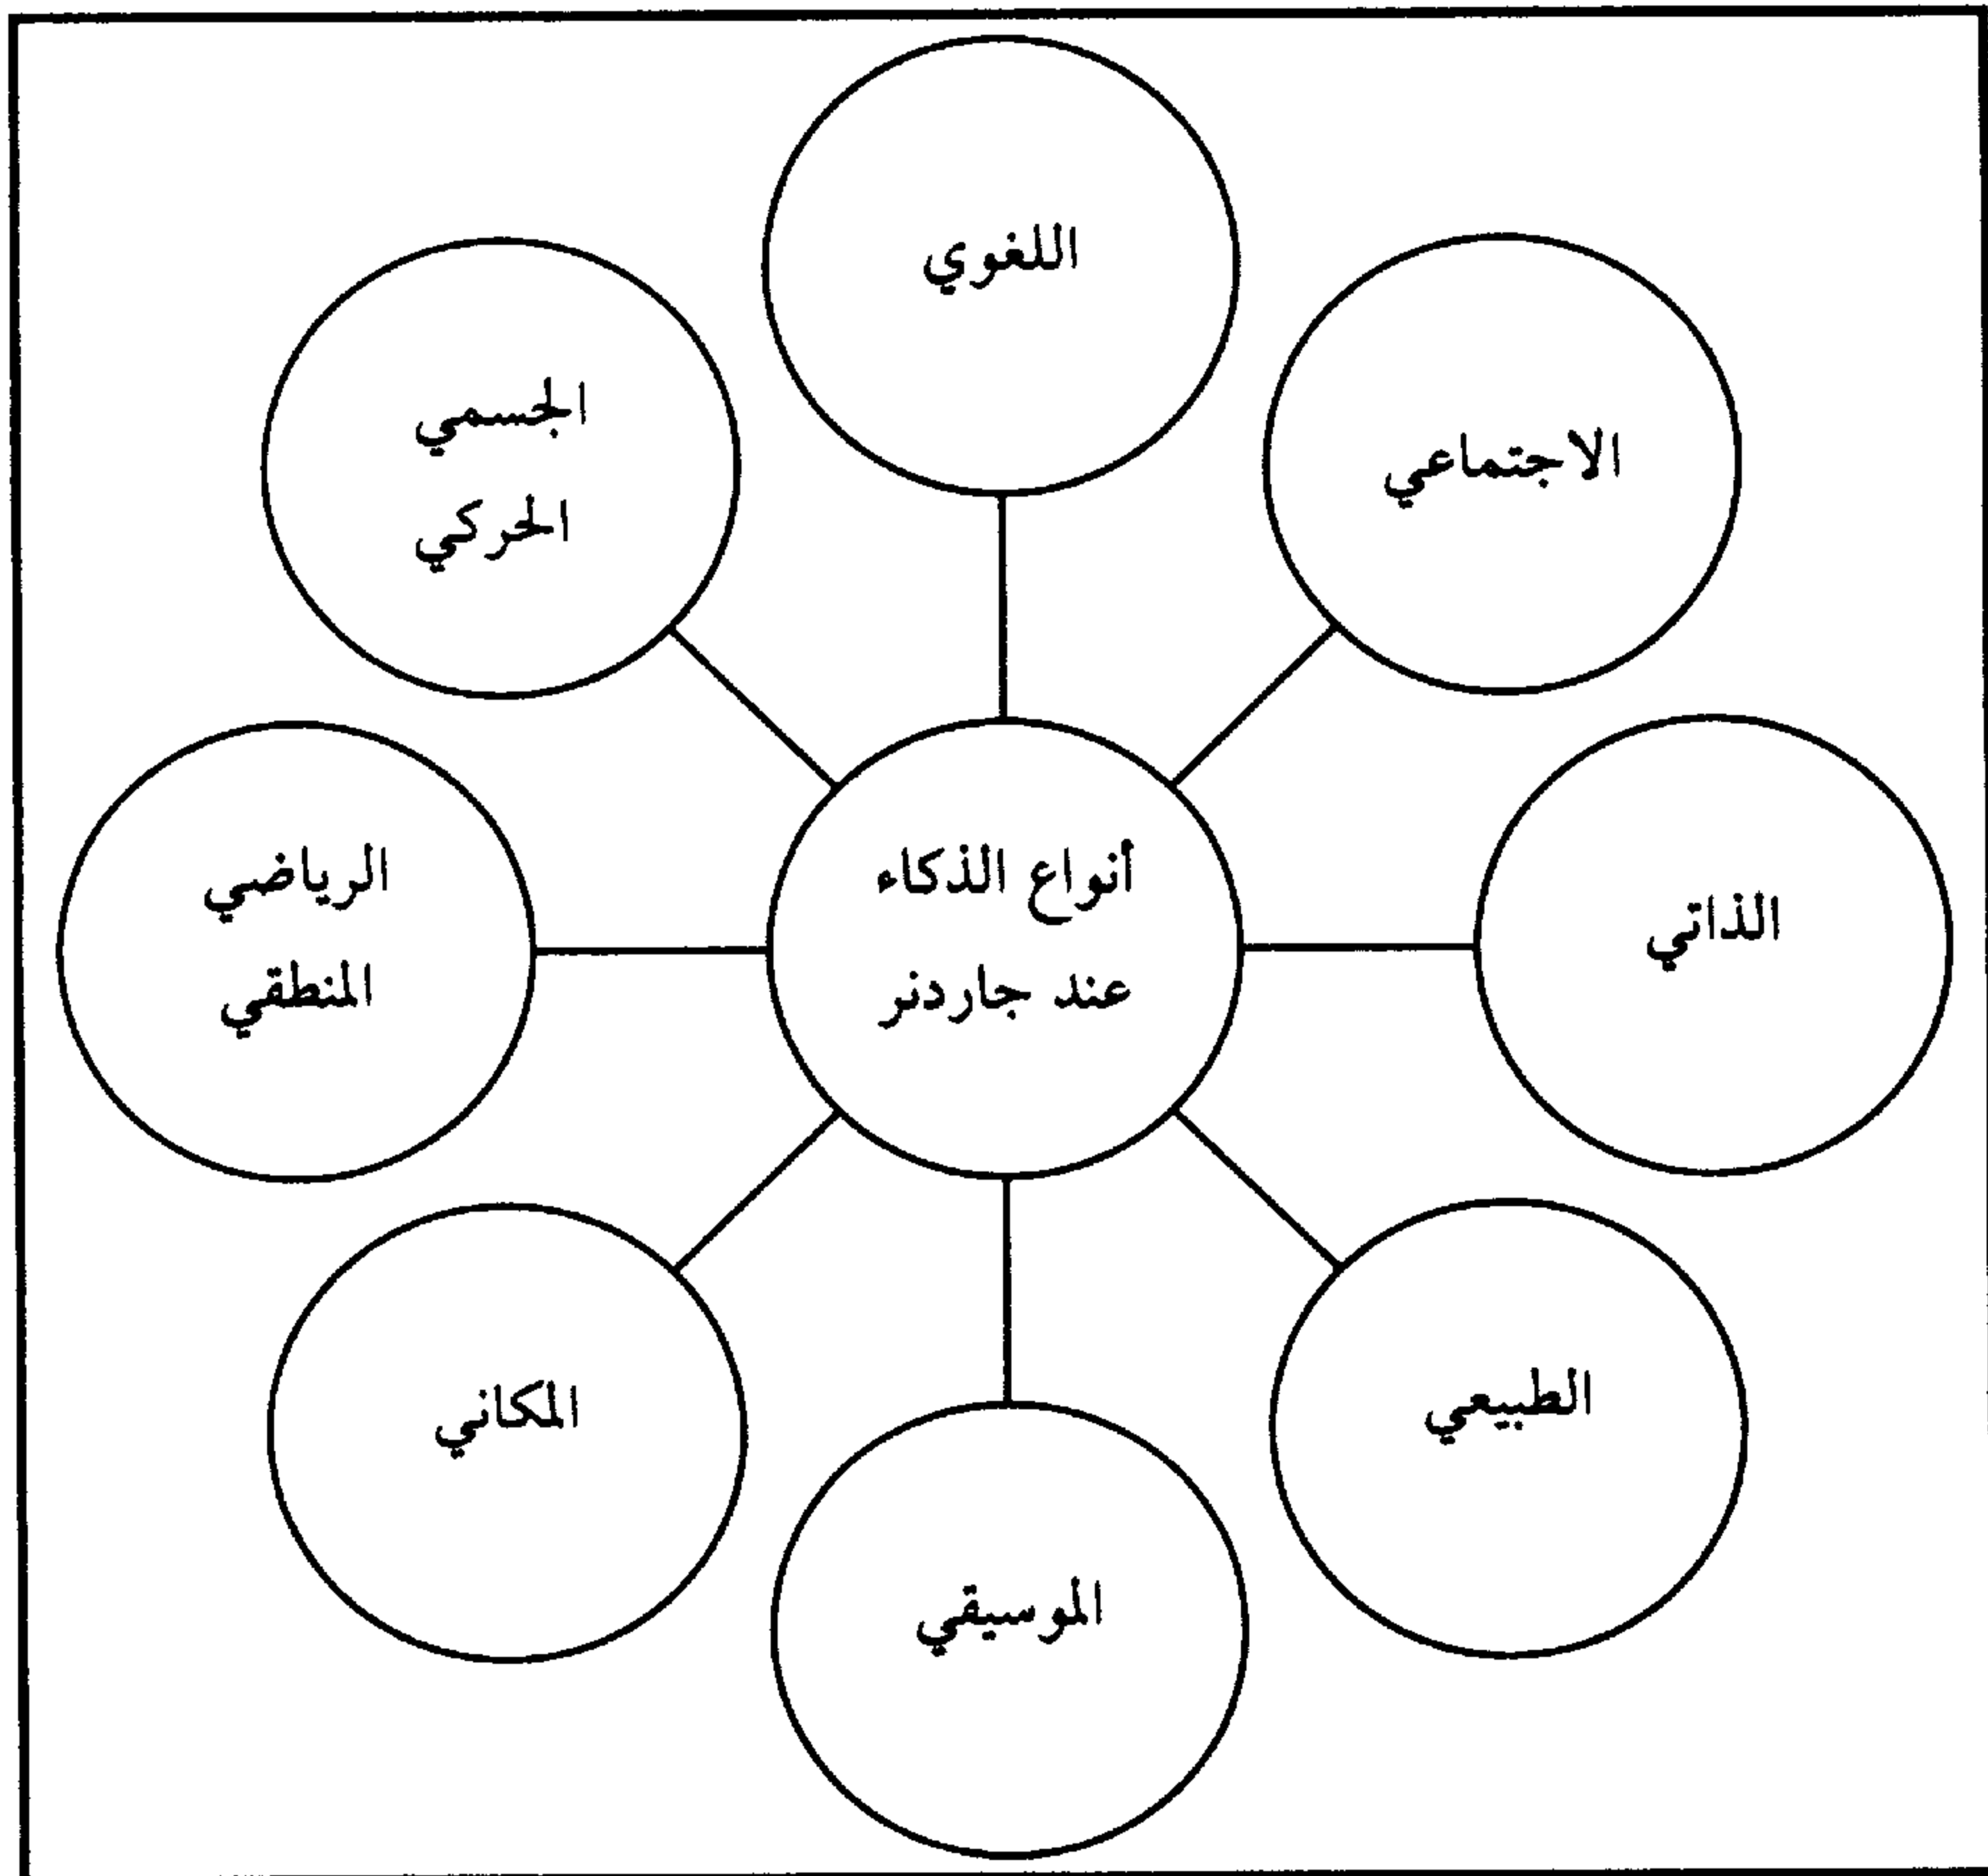 اللغوي
الاجتماعي
الجسمي
الحركي
أنواع الذكاء
عند جاردنر
الذاتي
الرياضي
المنطقي
الطبيعي
المكاني
الموسيقي